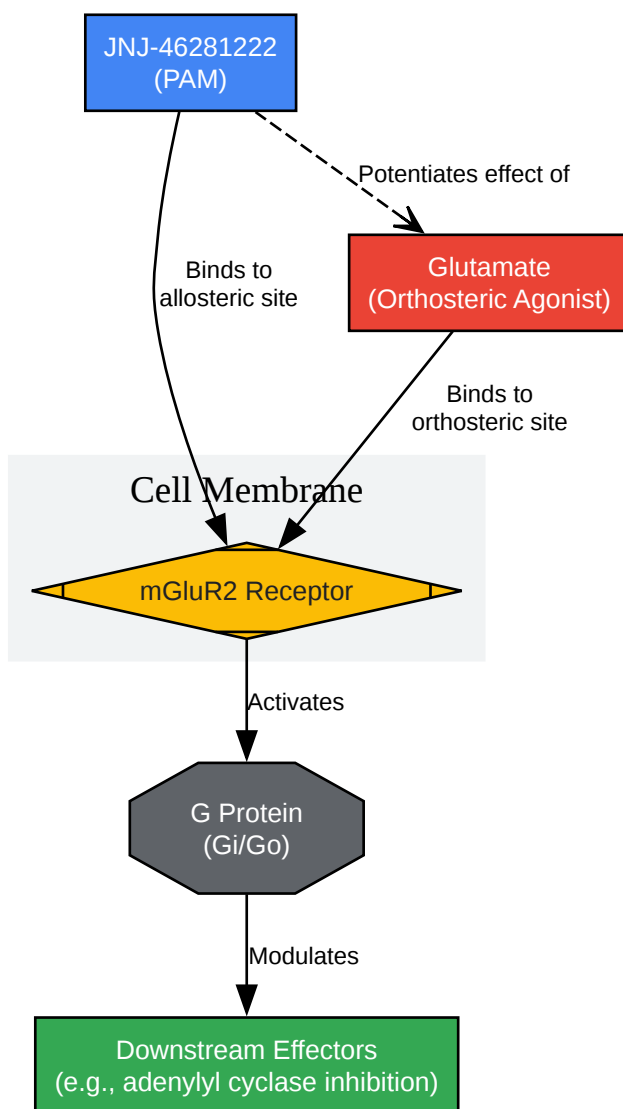 JNJ-46281222
(PAM)
Potentiates effect of
Glutamate
(Orthosteric Agonist)
Binds to
allosteric site
Binds to
orthosteric site
Cell Membrane
mGluR2 Receptor
Activates
G Protein
(Gi/Go)
Modulates
Downstream Effectors
(e.g., adenylyl cyclase inhibition)